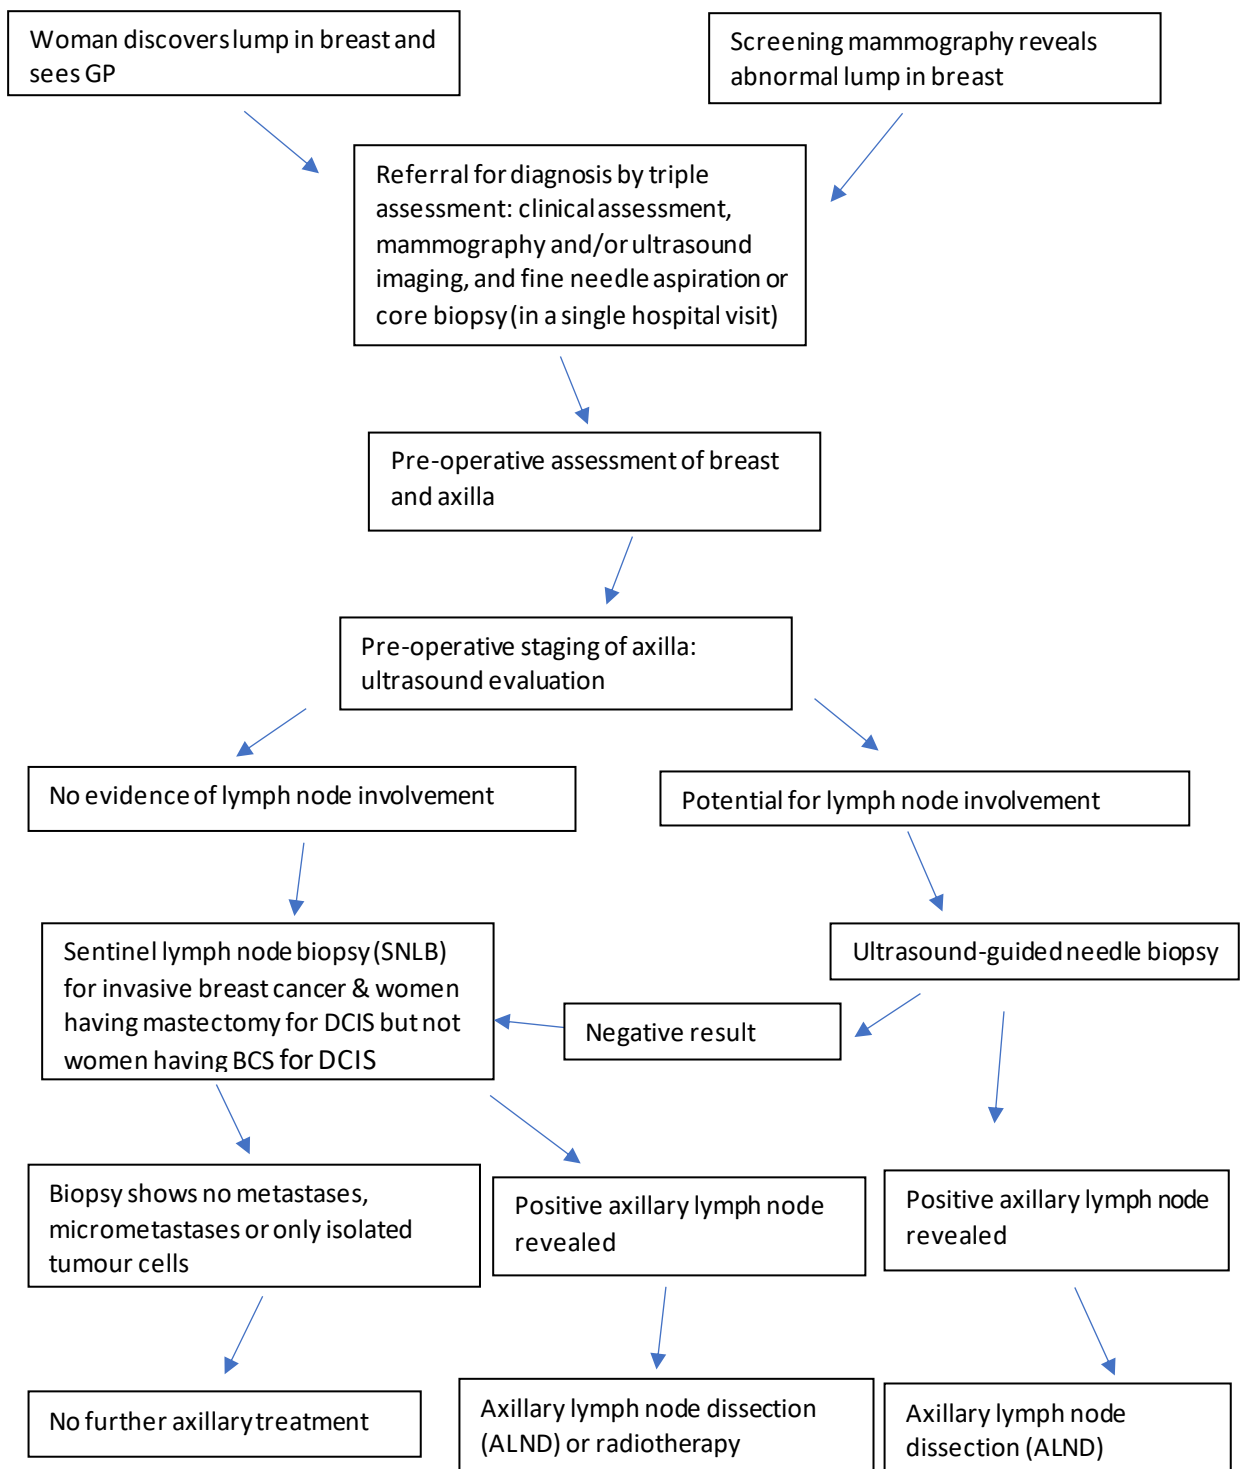 Woman discovers lump in breast and
sees GP
Screening mammography reveals
abnormal lump in breast
Referral for diagnosis by triple
assessment: clinical assessment,
mammography and/or ultrasound
imaging, and fine needle aspiration or
core biopsy (in a single hospital visit)
Pre-operative assessment of breast
and axilla
Pre-operative staging of axilla:
ultrasound evaluation
No evidence of lymph node involvement
Potential for lymph node involvement
Sentinel lymph node biopsy (SNLB)
for invasive breast cancer & women
having mastectomy for DCIS but not
women having BCS for DCIS
Ultrasound-guided needle biopsy
Negative result
Biopsy shows no metastases,
micrometastases or only isolated
tumour cells
Positive axillary lymph node
revealed
Positive axillary lymph node
revealed
No further axillary treatment
Axillary lymph node dissection
(ALND) or radiotherapy
Axillary lymph node
dissection (ALND)